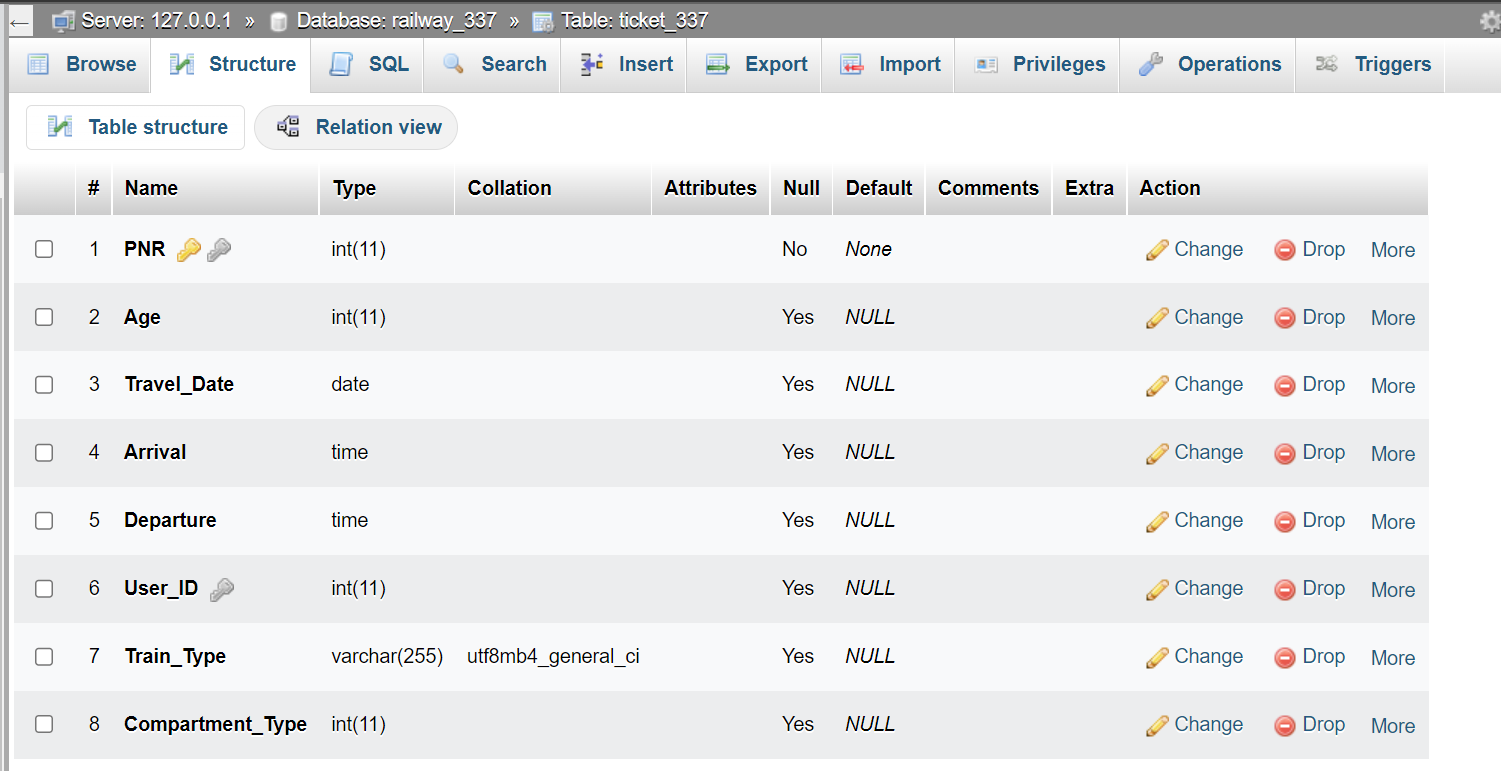 Server: 127.0.0.1 » Database: railway_337 » Table: ticket_337
Browse Structure SQL Search Insert Export Import Privileges Operations Triggers
Table structure Relation view
# Name Type Collation Attributes Null Default Comments Extra Action
1 PNR int(11) No None Change Drop More
2 Age int(11) Yes NULL Change Drop More
3 Travel_Date date Yes NULL Change Drop More
4 Arrival time Yes NULL Change Drop More
5 Departure time Yes NULL Change Drop More
6 User_ID int(11) Yes NULL Change Drop More
7 Train_Type varchar(255) utf8mb4_general_ci Yes NULL Change Drop More
8 Compartment_Type int(11) Yes NULL Change Drop More